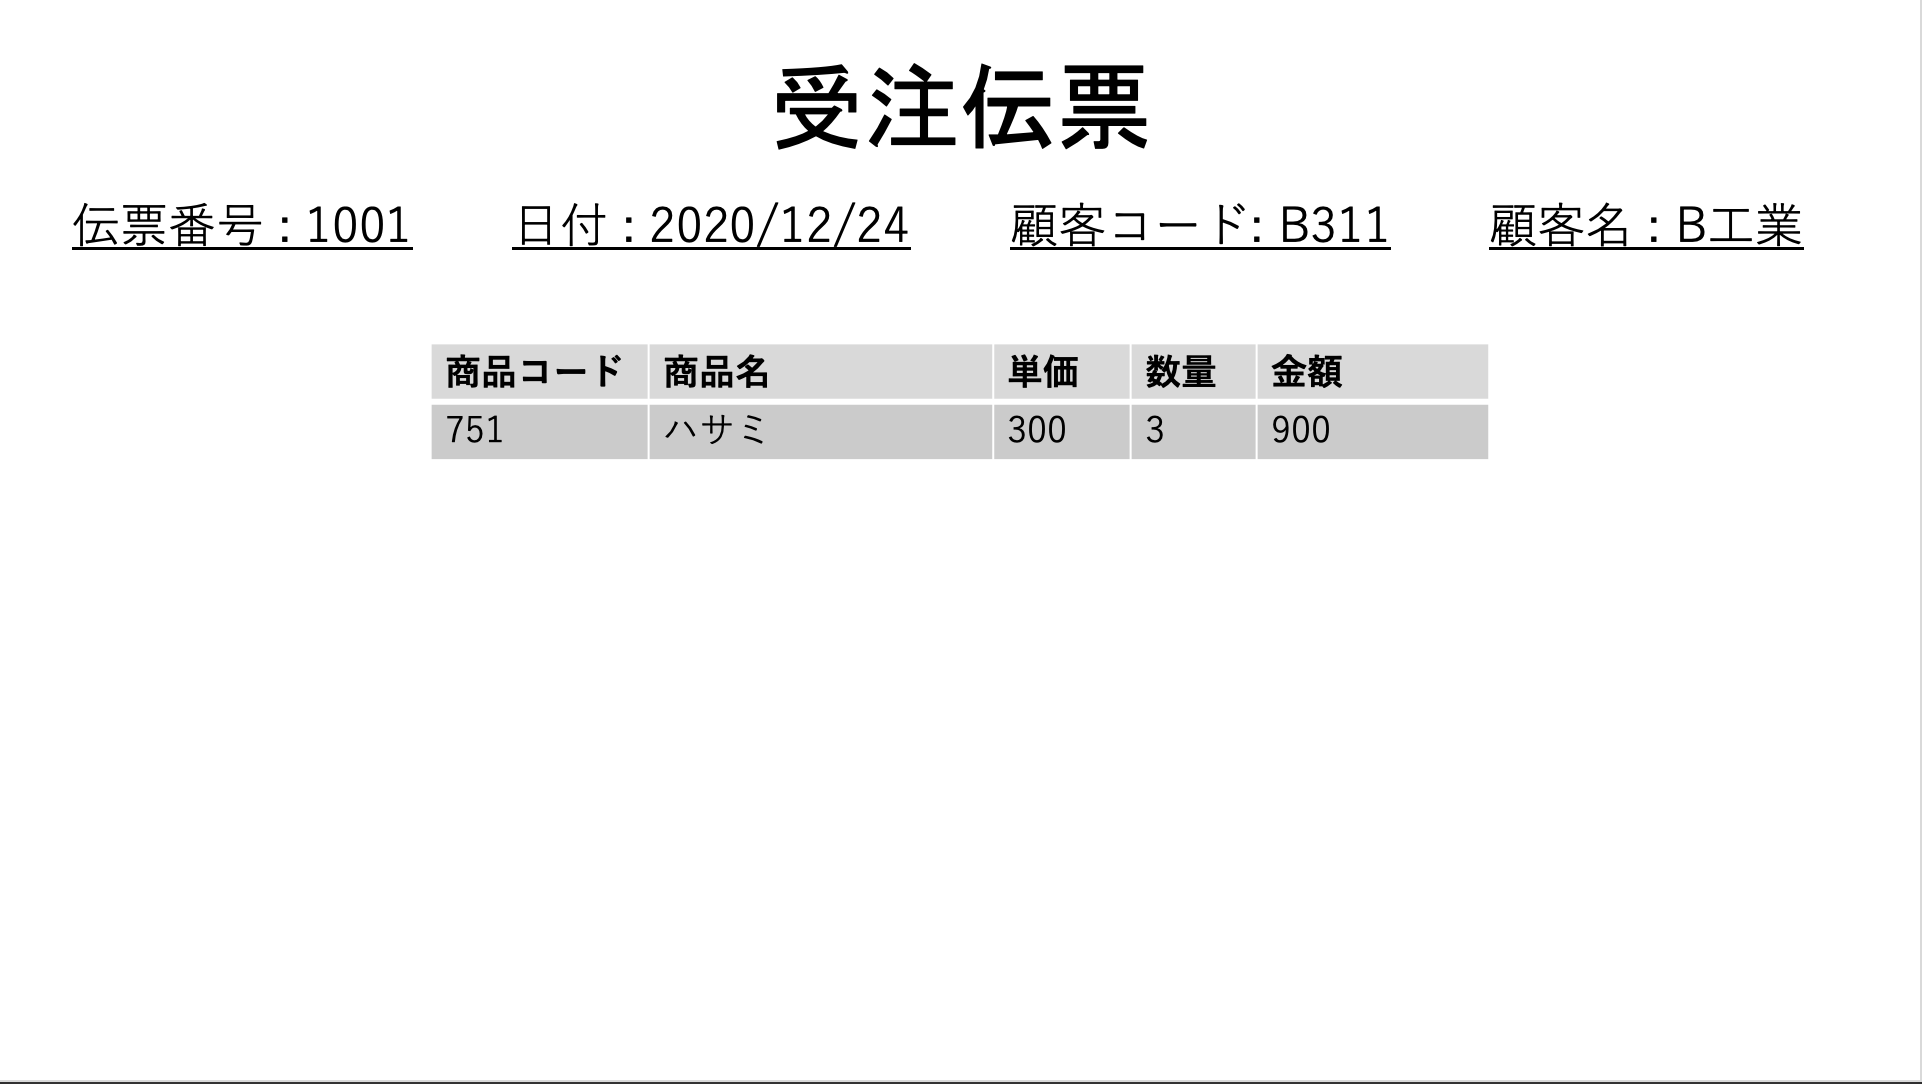 受注伝票
伝票番号：1001 日付：2020/12/24 顧客コード: B311 顧客名：B工業
商品コード 商品名 単価 数量 金額
751 ハサミ 300 3 900